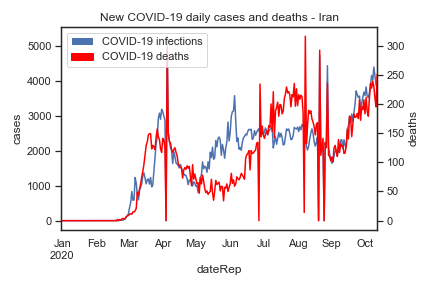 New COVID-19 daily cases and deaths - Iran
COVID-19 infections
COVID-19 deaths
cases
5000
4000
3000
2000
1000
0
deaths
300
250
200
150
100
50
0
Jan Feb Mar Apr May Jun Jul Aug Sep Oct
2020
dateRep